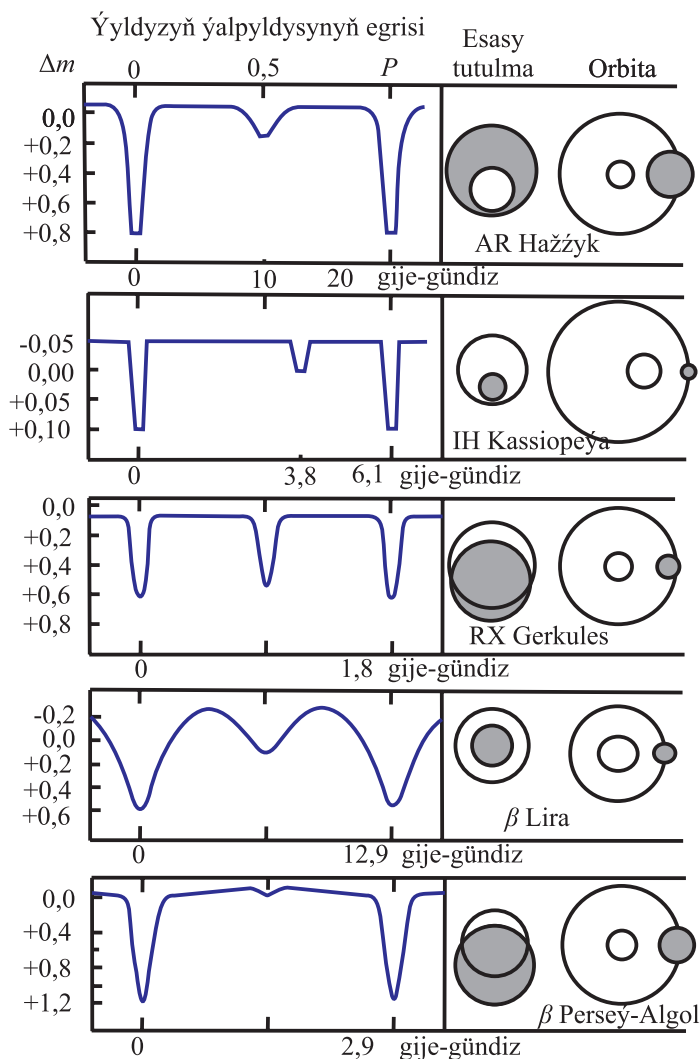 Ýyldyzyň ýalpyldysynyň egrisi
Esasy
tutulma
Orbita
Δm
0 0,5 P
0,0
+0,2
+0,4
+0,6
+0,8
AR Hažźyk
0 10 20 gije-gündiz
-0,05
0,00
+0,05
+0,10
IH Kassiopeýa
0 3,8 6,1 gije-gündiz
0,0
+0,2
+0,4
+0,6
+0,8
RX Gerkules
0 1,8 gije-gündiz
-0,2
0,0
+0,2
+0,4
+0,6
β Lira
0 12,9 gije-gündiz
0,0
+0,4
+0,8
+1,2
β Perseý-Algol
0 2,9 gije-gündiz